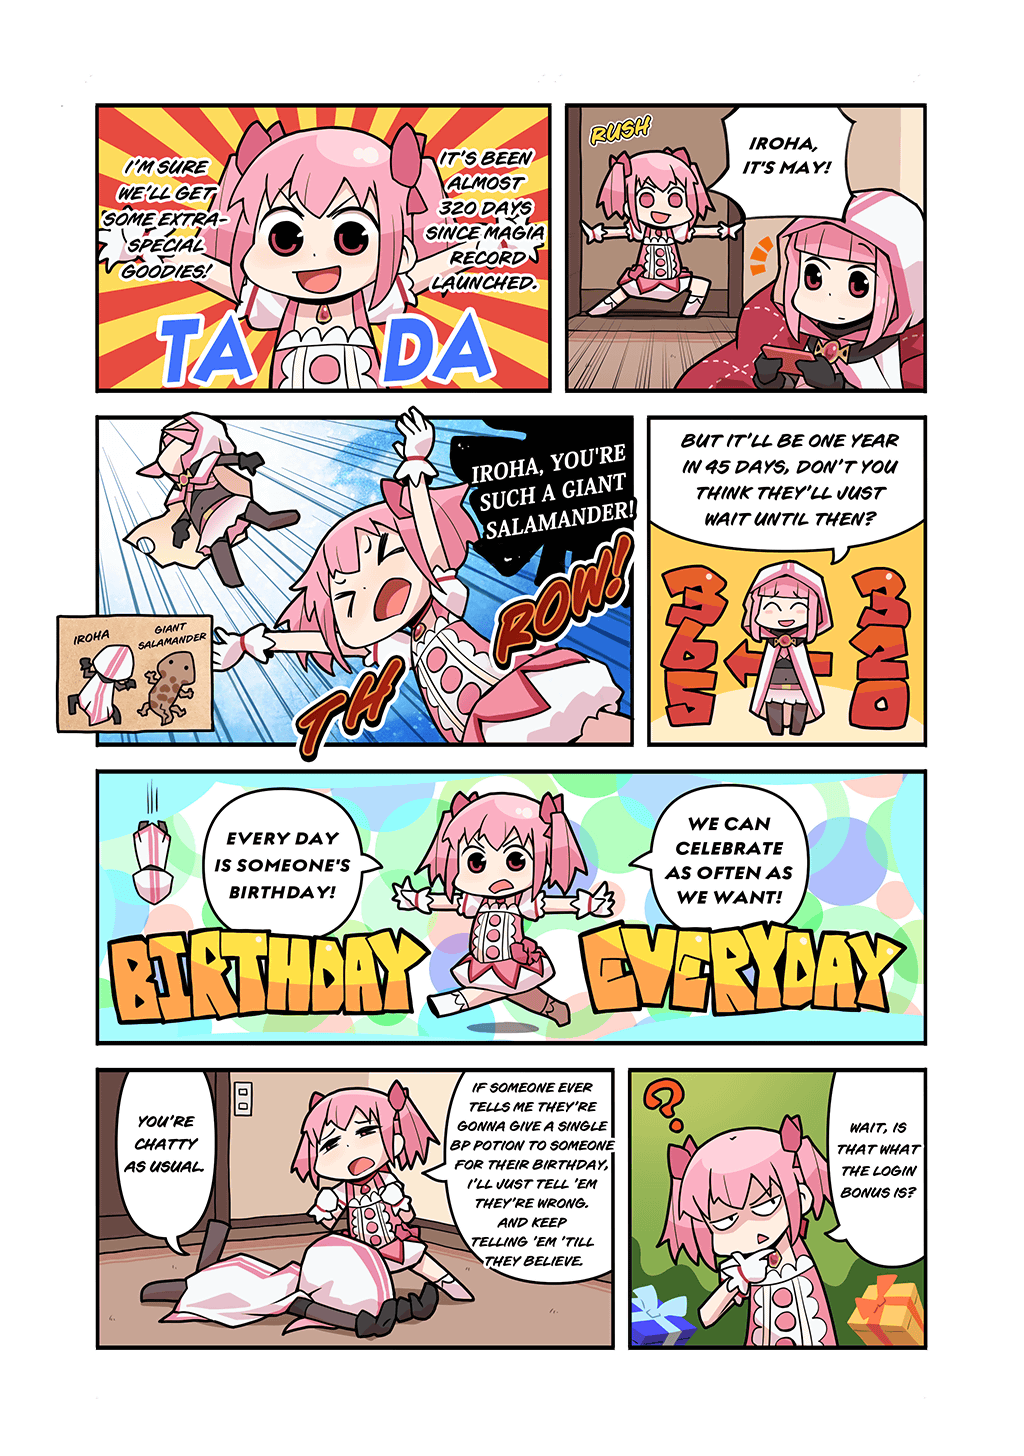 RUSH
IROHA,
IT'S MAY!
IT'S BEEN
ALMOST
320 DAYS
SINCE MAGIA
RECORD
LAUNCHED.
I'M SURE
WE'LL GET
SOME EXTRA-
SPECIAL
GOODIES!
TA DA
BUT IT'LL BE ONE YEAR
IN 45 DAYS, DON'T YOU
THINK THEY'LL JUST
WAIT UNTIL THEN?
320
365
IROHA, YOU'RE
SUCH A GIANT
SALAMANDER!
THROW!
IROHA
GIANT
SALAMANDER
EVERY DAY
IS SOMEONE'S
BIRTHDAY!
WE CAN
CELEBRATE
AS OFTEN AS
WE WANT!
BIRTHDAY EVERYDAY
YOU'RE
CHATTY
AS USUAL.
IF SOMEONE EVER
TELLS ME THEY'RE
GONNA GIVE A SINGLE
BP POTION TO SOMEONE
FOR THEIR BIRTHDAY,
I'LL JUST TELL 'EM
THEY'RE WRONG.
AND KEEP
TELLING 'EM 'TILL
THEY BELIEVE.
?
WAIT, IS
THAT WHAT
THE LOGIN
BONUS IS?